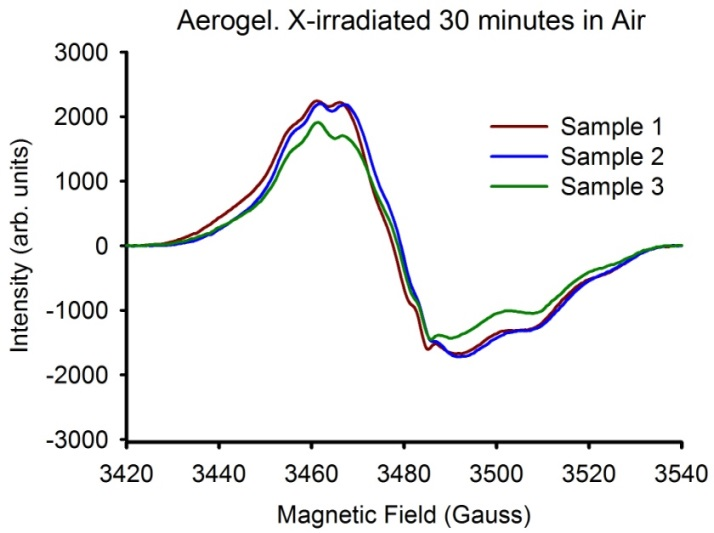 Aerogel. X-irradiated 30 minutes in Air
Intensity (arb. units)
3000
2000
1000
0
-1000
-2000
-3000
Sample 1
Sample 2
Sample 3
3420 3440 3460 3480 3500 3520 3540
Magnetic Field (Gauss)